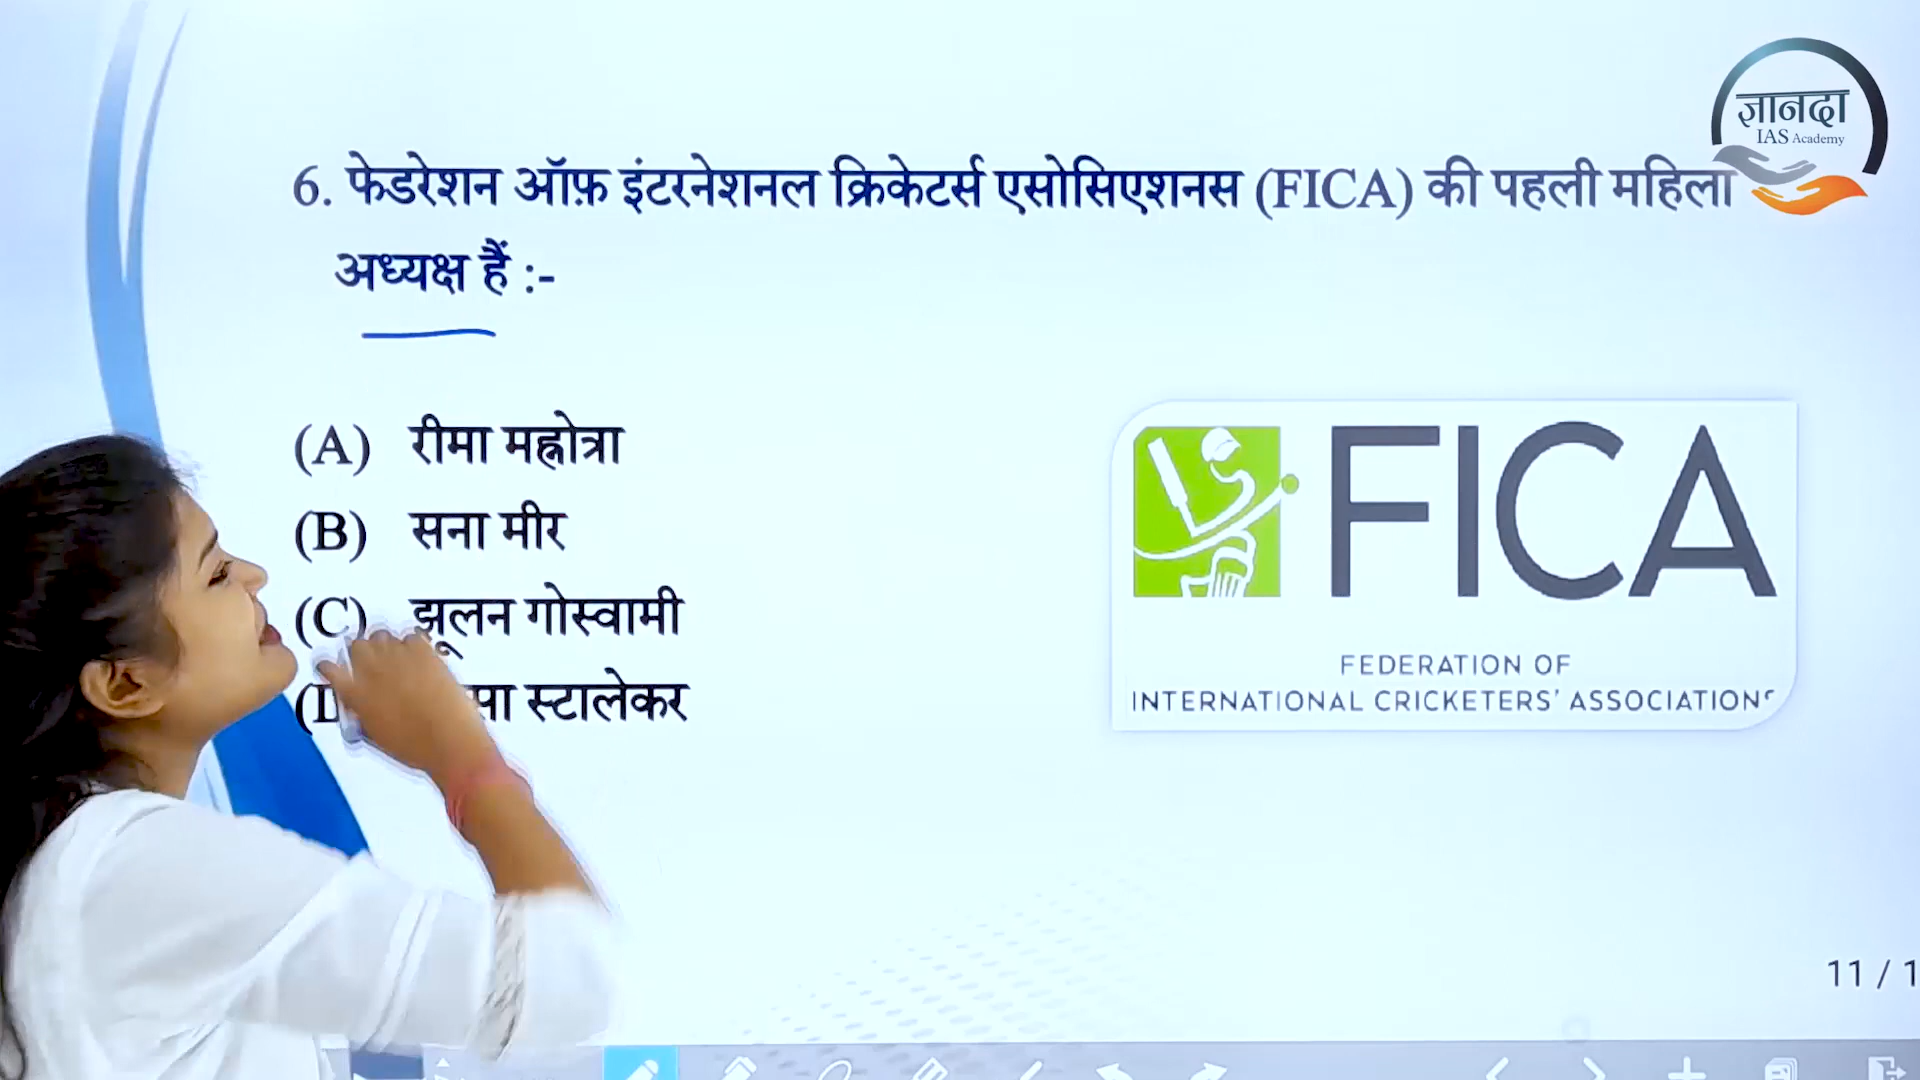 ज्ञानदा
IAS Academy
6. फेडरेशन ऑफ़ इंटरनेशनल क्रिकेटर्स एसोसिएशनस (FICA) की पहली महिला
अध्यक्ष हैं :-
(A) रीमा मल्होत्रा
(B) सना मीर
(C) झूलन गोस्वामी
स्टालेकर
FICA
FEDERATION OF
INTERNATIONAL CRICKETERS' ASSOCIATIONS
11 / 1